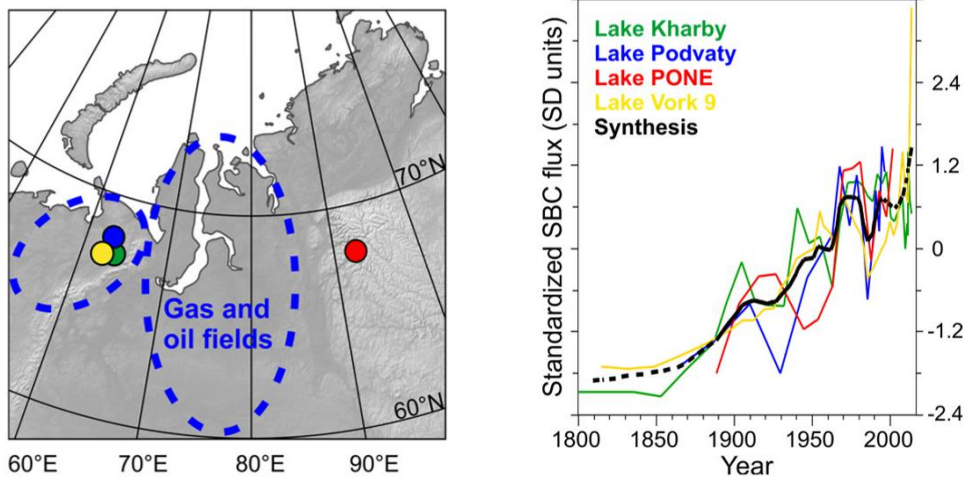 70°N
Gas and
oil fields
60°N
60°E 70°E 80°E 90°E
Standardized SBC flux (SD units)
Lake Kharby
Lake Podvaty
Lake PONE
Lake Vork 9
Synthesis
2.4
1.2
0
-1.2
-2.4
1800 1850 1900 1950 2000
Year